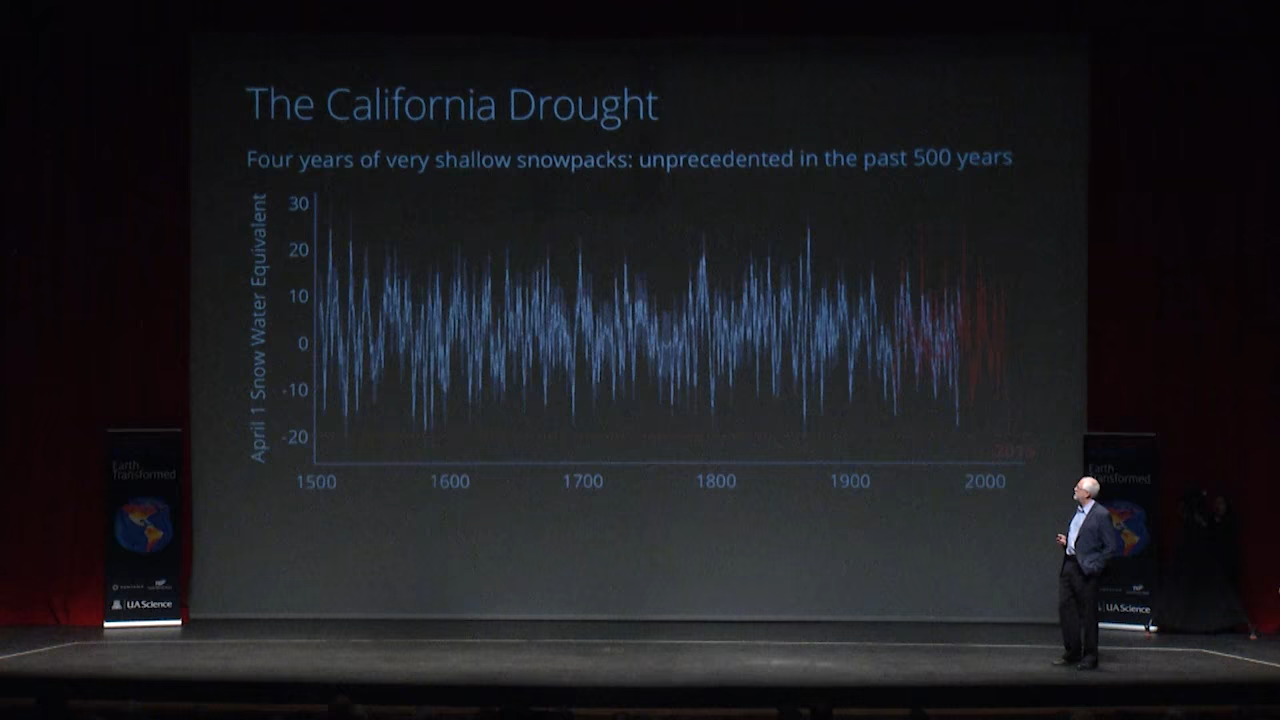 The California Drought
Four years of very shallow snowpacks: unprecedented in the past 500 years
April 1 Snow Water Equivalent
30
20
10
0
-10
-20
2015
1500 1600 1700 1800 1900 2000
Earth
Transformed
UA Science
Earth
Transformed
UA Science